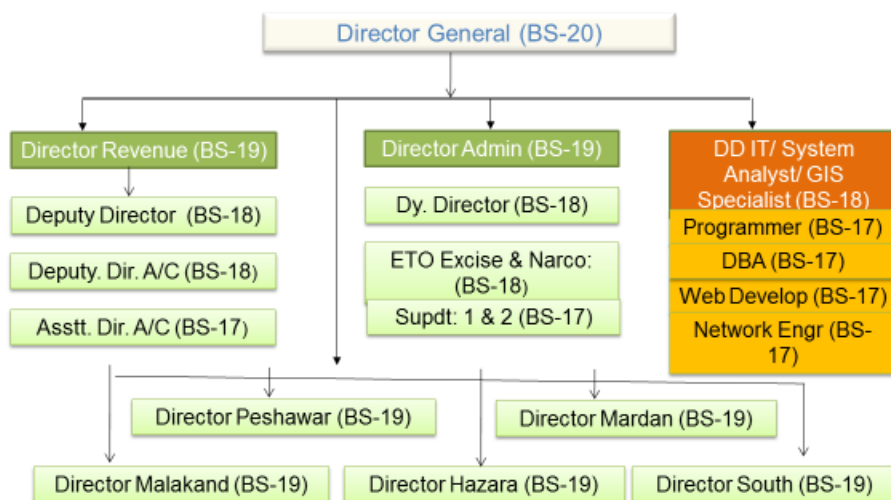 Director General (BS-20)
Director Revenue (BS-19)
Deputy Director (BS-18)
Deputy. Dir. A/C (BS-18)
Asstt. Dir. A/C (BS-17)
Director Admin (BS-19)
Dy. Director (BS-18)
ETO Excise & Narco:
(BS-18)
Supdt: 1 & 2 (BS-17)
DD IT/ System
Analyst/ GIS
Specialist (BS-18)
Programmer (BS-17)
DBA (BS-17)
Web Develop (BS-17)
Network Engr (BS-
17)
Director Peshawar (BS-19)
Director Mardan (BS-19)
Director Malakand (BS-19)
Director Hazara (BS-19)
Director South (BS-19)